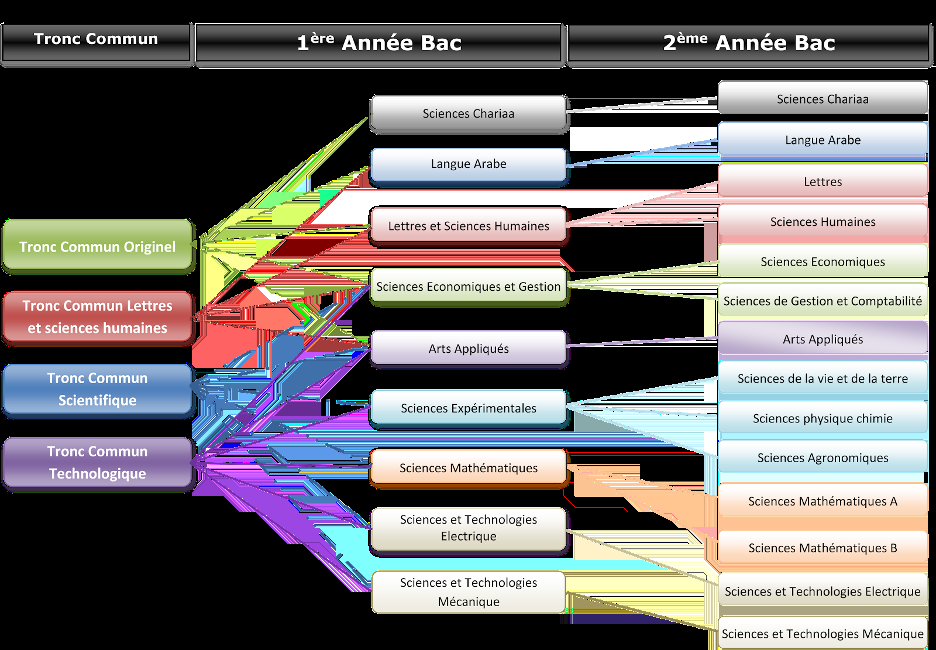 Tronc Commun
1ère Année Bac
2ème Année Bac
Tronc Commun Originel
Tronc Commun Lettres
et sciences humaines
Tronc Commun
Scientifique
Tronc Commun
Technologique
Sciences Chariaa
Langue Arabe
Lettres et Sciences Humaines
Sciences Economiques et Gestion
Arts Appliqués
Sciences Expérimentales
Sciences Mathématiques
Sciences et Technologies
Electrique
Sciences et Technologies
Mécanique
Sciences Chariaa
Langue Arabe
Lettres
Sciences Humaines
Sciences Economiques
Sciences de Gestion et Comptabilité
Arts Appliqués
Sciences de la vie et de la terre
Sciences physique chimie
Sciences Agronomiques
Sciences Mathématiques A
Sciences Mathématiques B
Sciences et Technologies Electrique
Sciences et Technologies Mécanique